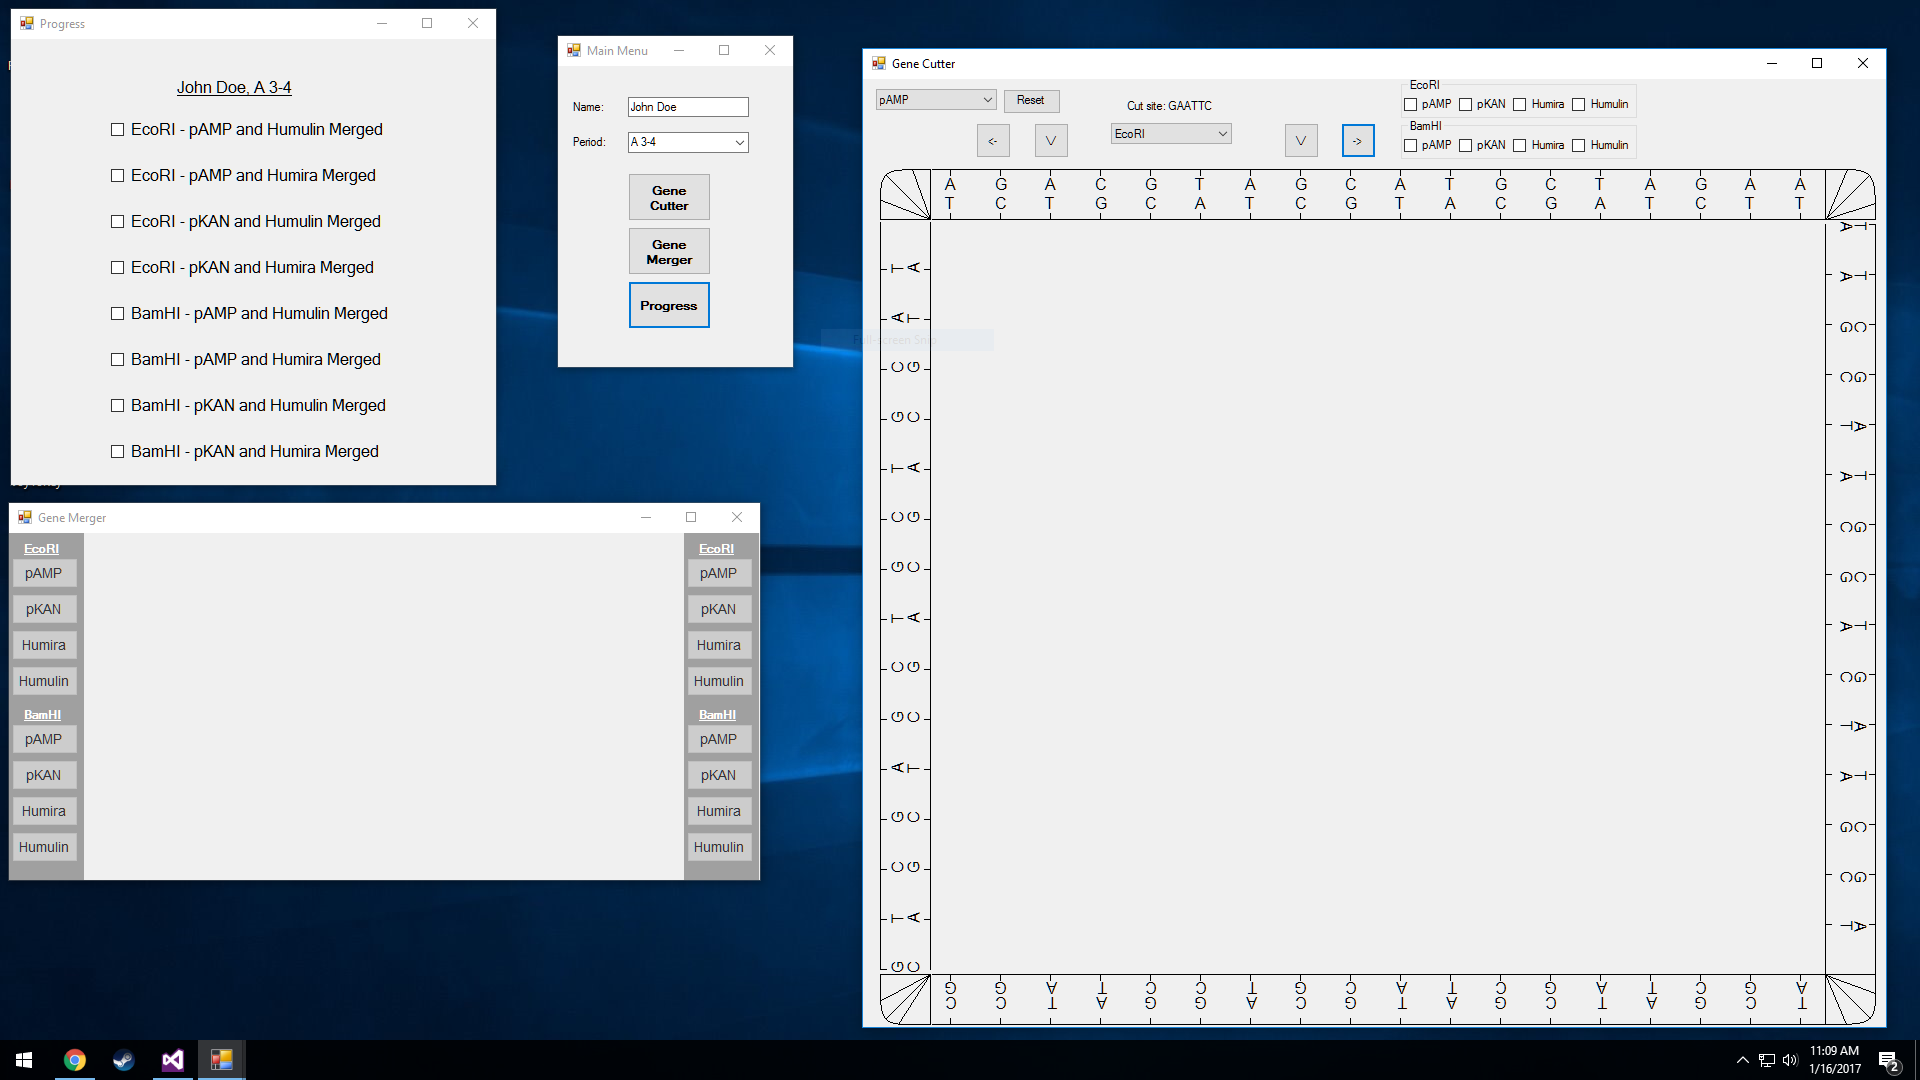 Progress
John Doe, A 3-4
EcoRI - pAMP and Humulin Merged
EcoRI - pAMP and Humira Merged
EcoRI - pKAN and Humulin Merged
EcoRI - pKAN and Humira Merged
BamHI - pAMP and Humulin Merged
BamHI - pAMP and Humira Merged
BamHI - pKAN and Humulin Merged
BamHI - pKAN and Humira Merged
Main Menu
Name: John Doe
Period: A 3-4
Gene
Cutter
Gene
Merger
Progress
Gene Merger
EcoRI
pAMP
pKAN
Humira
Humulin
BamHI
pAMP
pKAN
Humira
Humulin
EcoRI
pAMP
pKAN
Humira
Humulin
BamHI
pAMP
pKAN
Humira
Humulin
Gene Cutter
pAMP Reset
Cut site: GAATTC
<- V EcoRI V ->
EcoRI
pAMP pKAN Humira Humulin
BamHI
pAMP pKAN Humira Humulin
A G A C G T A G C A T G C T A G A A
T C T G C A T C G T A C G A T C T T
T A
A T
C G
G C
T A
C G
G C
T A
C G
G C
A T
G C
C G
T A
G C
T A
T A
C G
G C
A T
T A
G C
C G
T A
G C
A T
T A
C G
G C
A T
G C A T C G T A C G A T C G A T C A
C G T A G C A G C A T G C T A G C T
Full-screen Snip
11:09 AM
1/16/2017
2